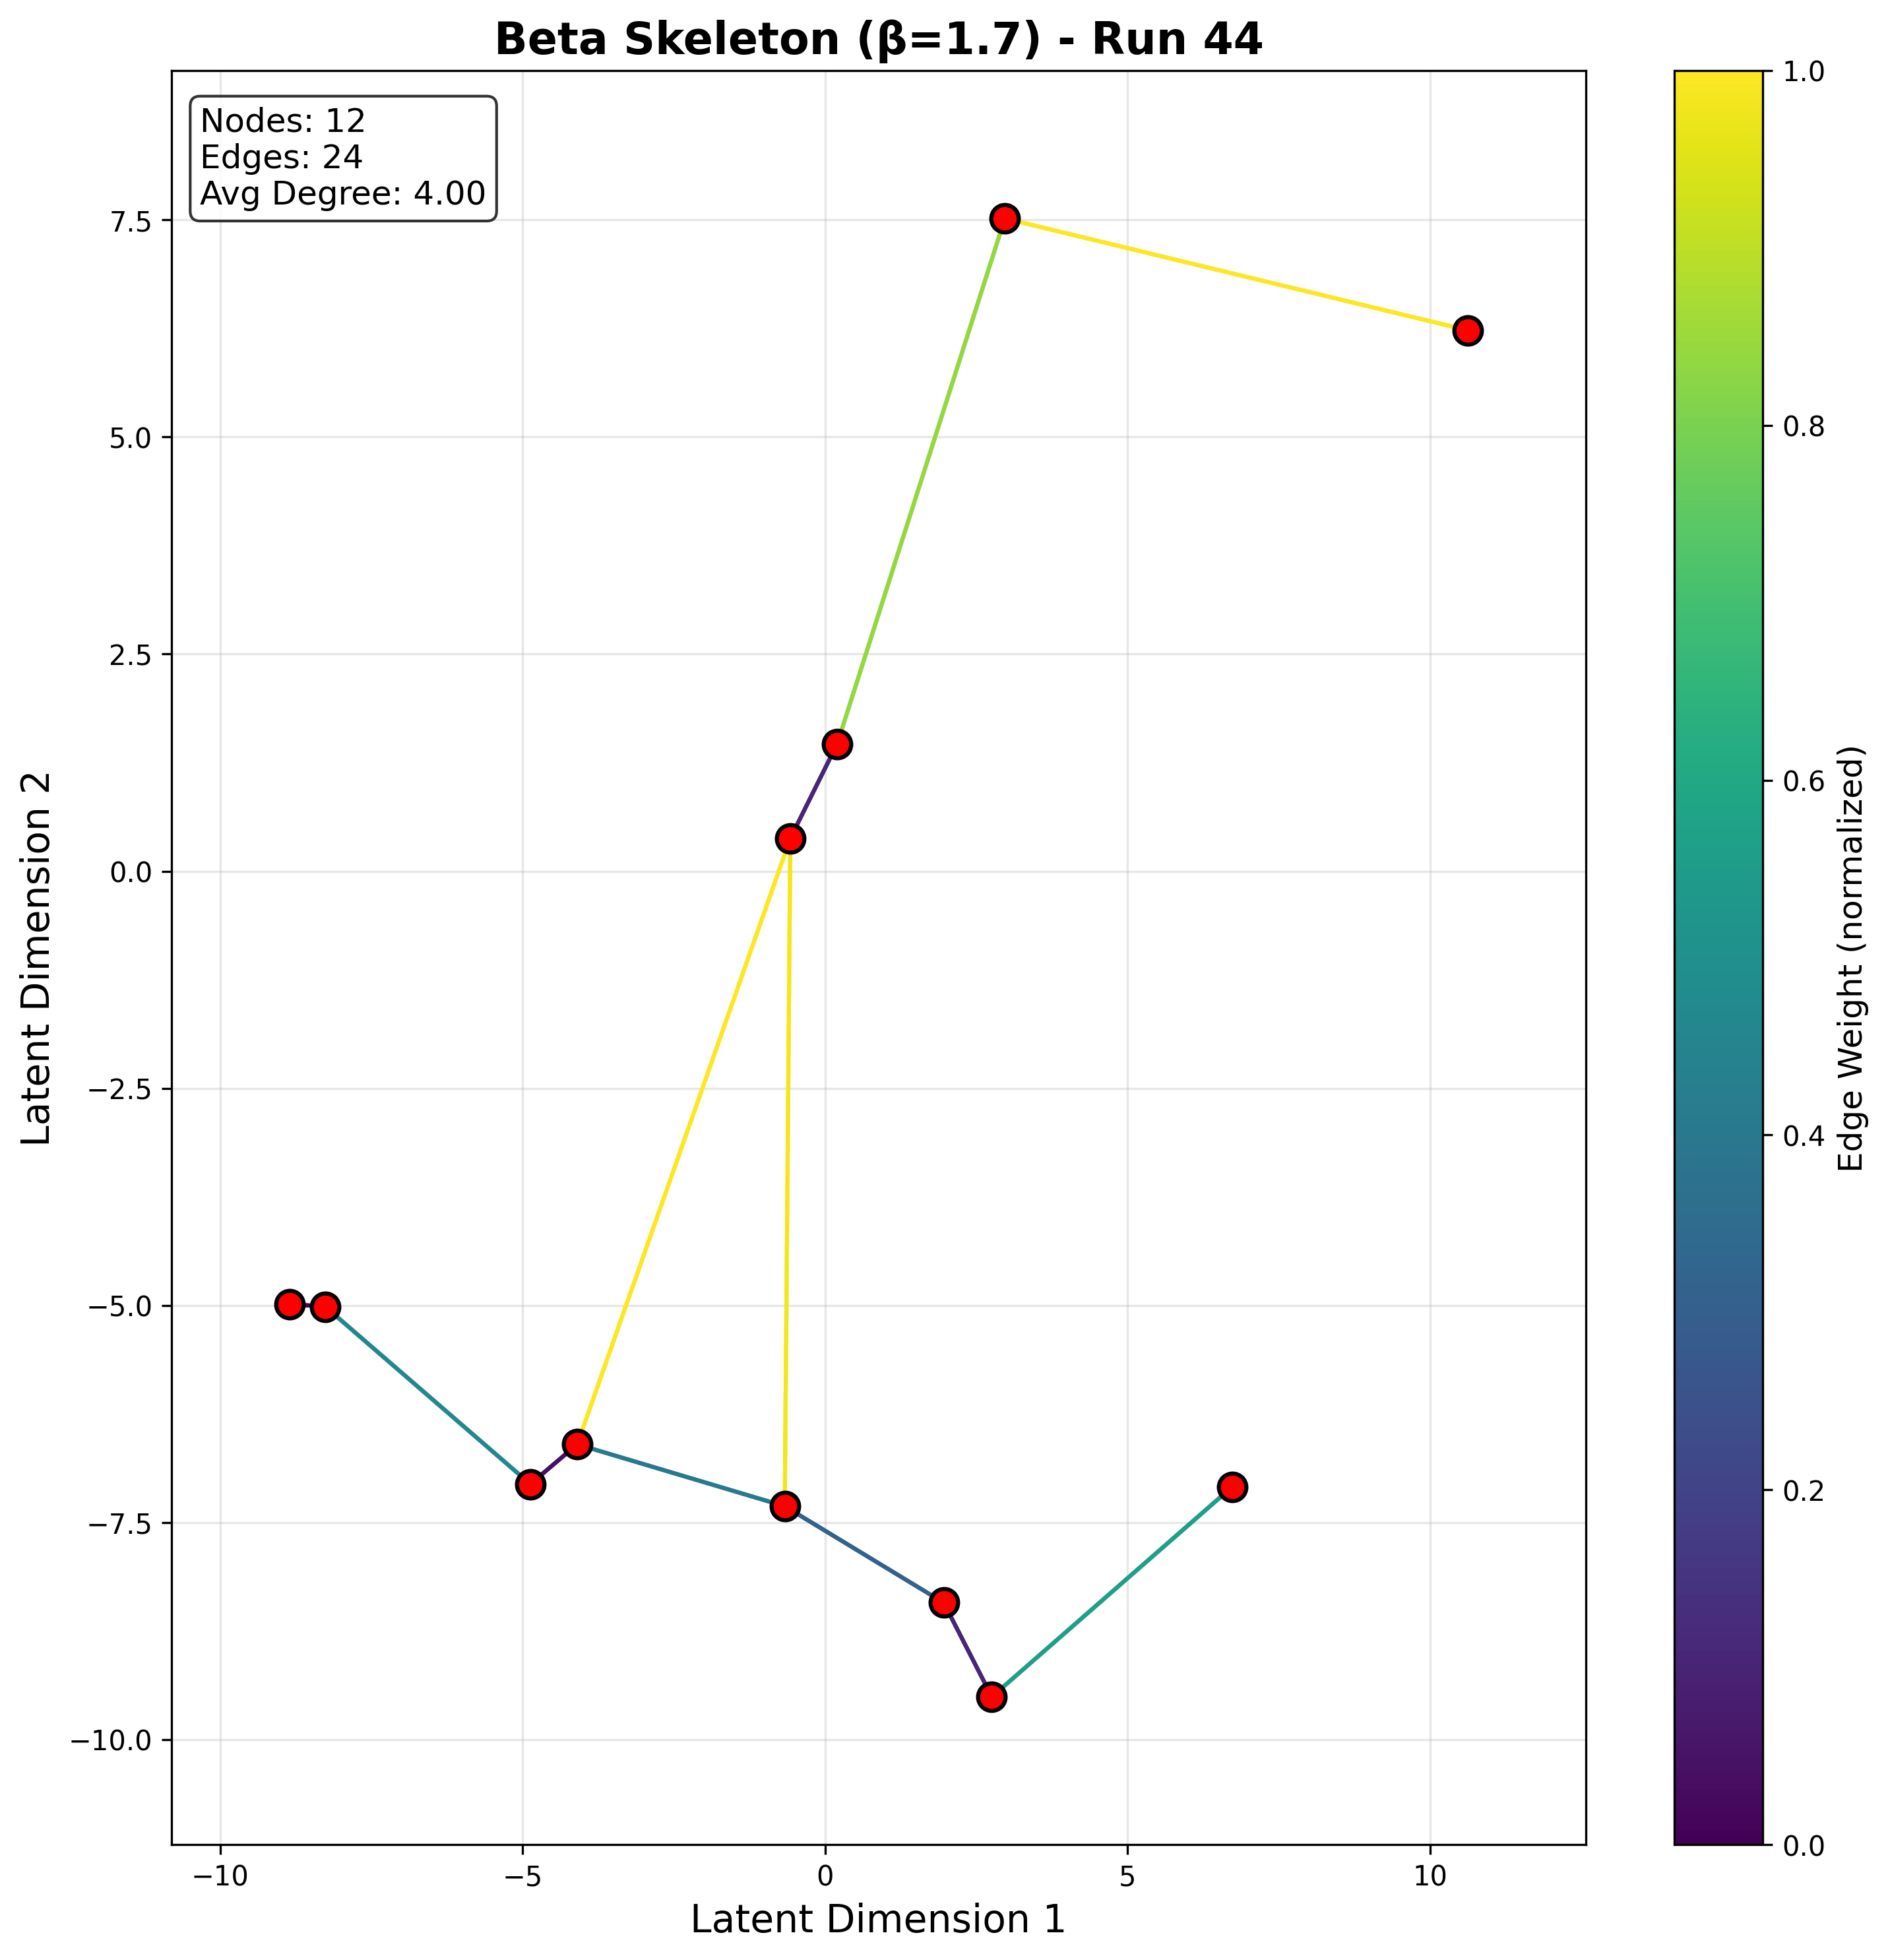 Beta Skeleton (β=1.7) - Run 44
Nodes: 12
Edges: 24
Avg Degree: 4.00
7.5
5.0
2.5
0.0
−2.5
−5.0
−7.5
−10.0
−10
−5
0
5
10
Latent Dimension 1
Latent Dimension 2
1.0
0.8
0.6
0.4
0.2
0.0
Edge Weight (normalized)